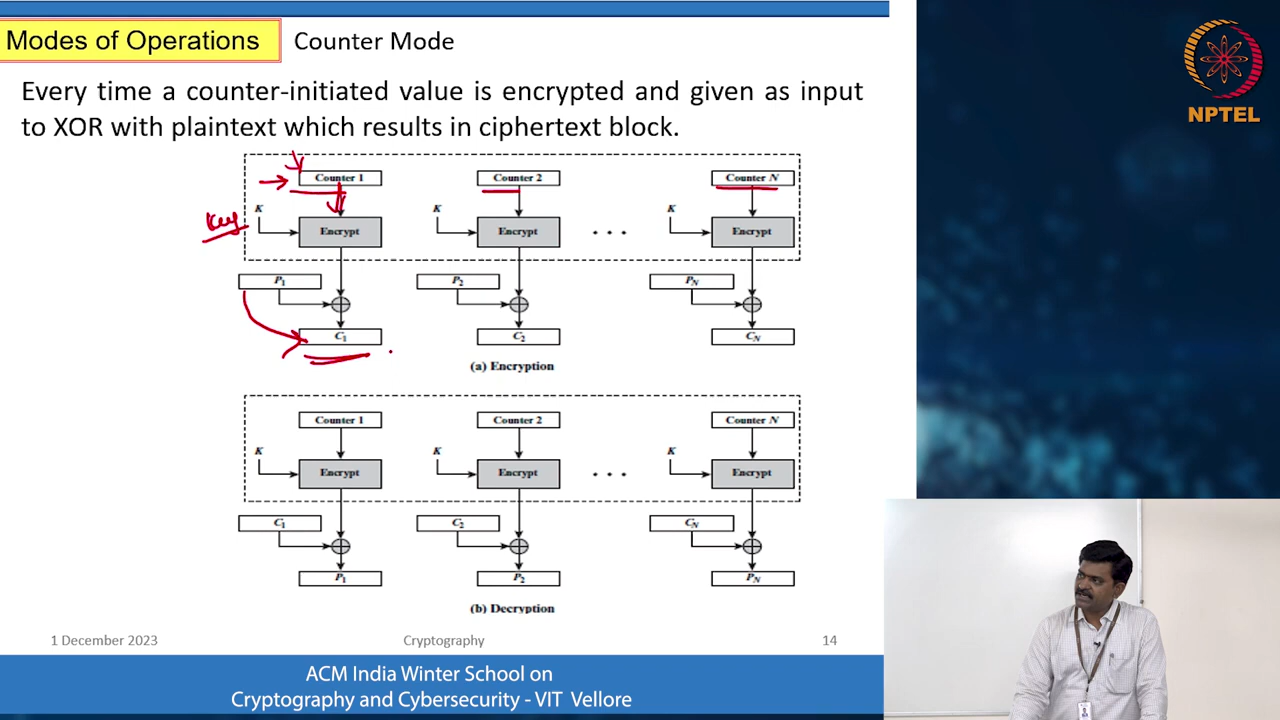 Modes of Operations
Counter Mode
NPTEL
Every time a counter-initiated value is encrypted and given as input
to XOR with plaintext which results in ciphertext block.
Counter 1 Counter 2 Counter N
Key K K K
Encrypt Encrypt . . . Encrypt
P1 P2 PN
C1 C2 CN
(a) Encryption
Counter 1 Counter 2 Counter N
K K K
Encrypt Encrypt . . . Encrypt
C1 C2 CN
P1 P2 PN
(b) Decryption
1 December 2023 Cryptography 14
ACM India Winter School on
Cryptography and Cybersecurity - VIT Vellore